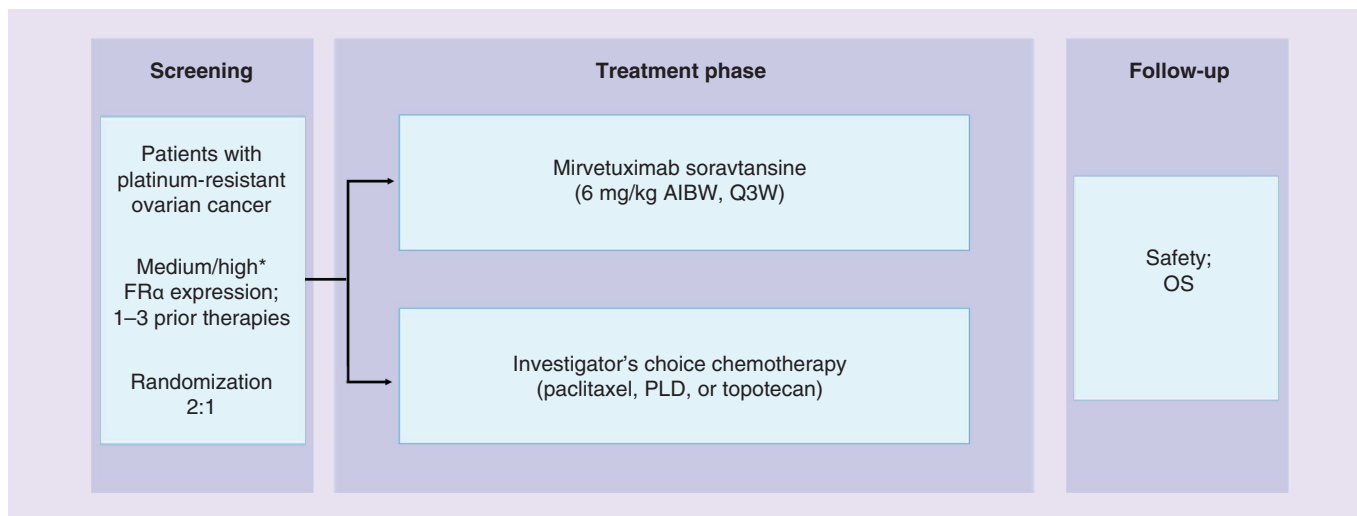 Screening
Patients with
platinum-resistant
ovarian cancer
Medium/high*
FRα expression;
1–3 prior therapies
Randomization
2:1
Treatment phase
Mirvetuximab soravtansine
(6 mg/kg AIBW, Q3W)
Investigator's choice chemotherapy
(paclitaxel, PLD, or topotecan)
Follow-up
Safety;
OS